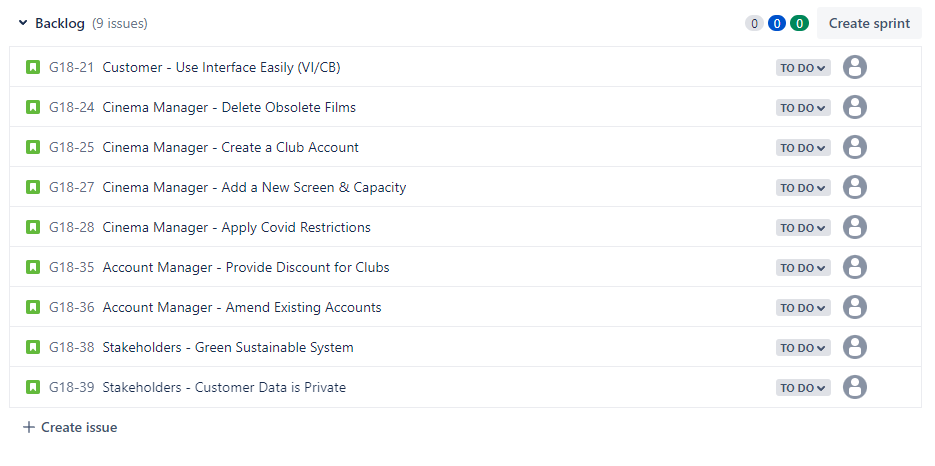 Backlog (9 issues) 0 0 0 Create sprint
G18-21 Customer - Use Interface Easily (VI/CB) TO DO
G18-24 Cinema Manager - Delete Obsolete Films TO DO
G18-25 Cinema Manager - Create a Club Account TO DO
G18-27 Cinema Manager - Add a New Screen & Capacity TO DO
G18-28 Cinema Manager - Apply Covid Restrictions TO DO
G18-35 Account Manager - Provide Discount for Clubs TO DO
G18-36 Account Manager - Amend Existing Accounts TO DO
G18-38 Stakeholders - Green Sustainable System TO DO
G18-39 Stakeholders - Customer Data is Private TO DO
+ Create issue